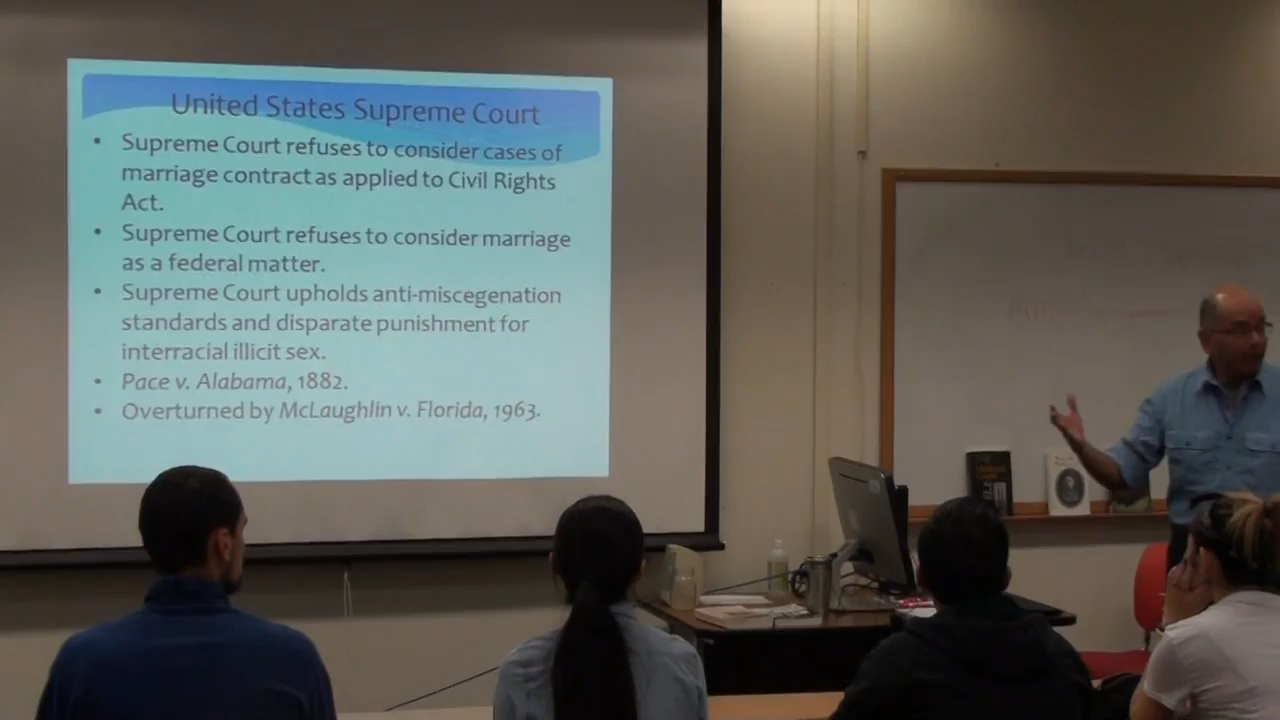 United States Supreme Court
• Supreme Court refuses to consider cases of
marriage contract as applied to Civil Rights
Act.
• Supreme Court refuses to consider marriage
as a federal matter.
• Supreme Court upholds anti-miscegenation
standards and disparate punishment for
interracial illicit sex.
• Pace v. Alabama, 1882.
• Overturned by McLaughlin v. Florida, 1963.